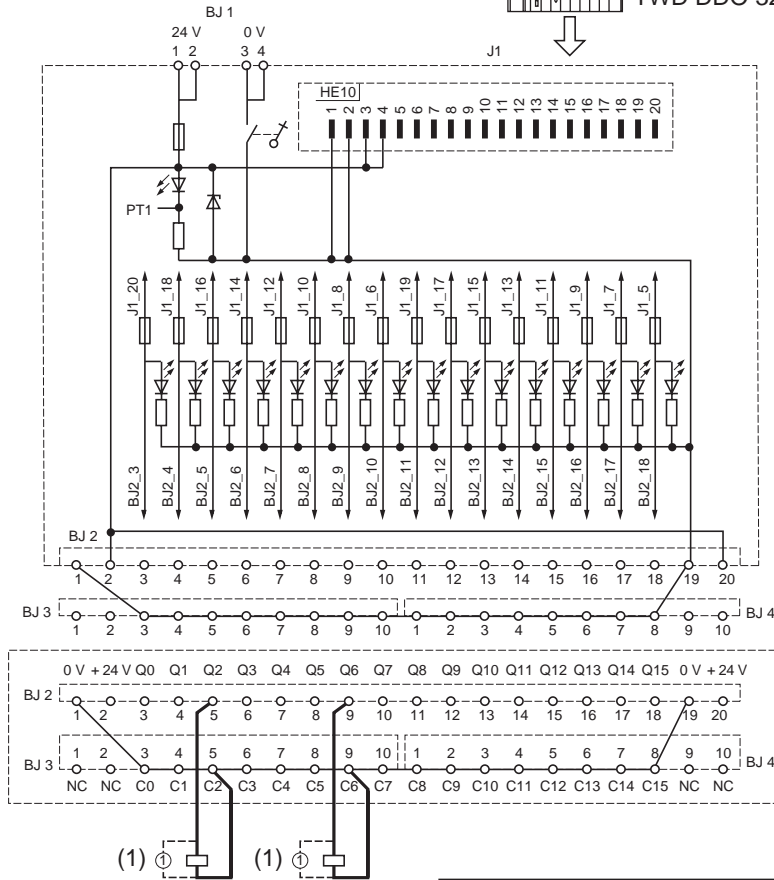 BJ 1
24 V 0 V
1 2 3 4
J1
HE10
1 2 3 4 5 6 7 8 9 10 11 12 13 14 15 16 17 18 19 20
PT1
J1_20 J1_18 J1_16 J1_14 J1_12 J1_10 J1_8 J1_6 J1_19 J1_17 J1_15 J1_13 J1_11 J1_9 J1_7 J1_5
BJ2_3 BJ2_4 BJ2_5 BJ2_6 BJ2_7 BJ2_8 BJ2_9 BJ2_10 BJ2_11 BJ2_12 BJ2_13 BJ2_14 BJ2_15 BJ2_16 BJ2_17 BJ2_18
BJ 2
1 2 3 4 5 6 7 8 9 10 11 12 13 14 15 16 17 18 19 20
BJ 3 BJ 4
1 2 3 4 5 6 7 8 9 10 1 2 3 4 5 6 7 8 9 10
0 V +24 V Q0 Q1 Q2 Q3 Q4 Q5 Q6 Q7 Q8 Q9 Q10 Q11 Q12 Q13 Q14 Q15 0 V +24 V
BJ 2
1 2 3 4 5 6 7 8 9 10 11 12 13 14 15 16 17 18 19 20
1 2 3 4 5 6 7 8 9 10 1 2 3 4 5 6 7 8 9 10
BJ 3 BJ 4
NC NC C0 C1 C2 C3 C4 C5 C6 C7 C8 C9 C10 C11 C12 C13 C14 C15 NC NC
(1) 1 (1) 1